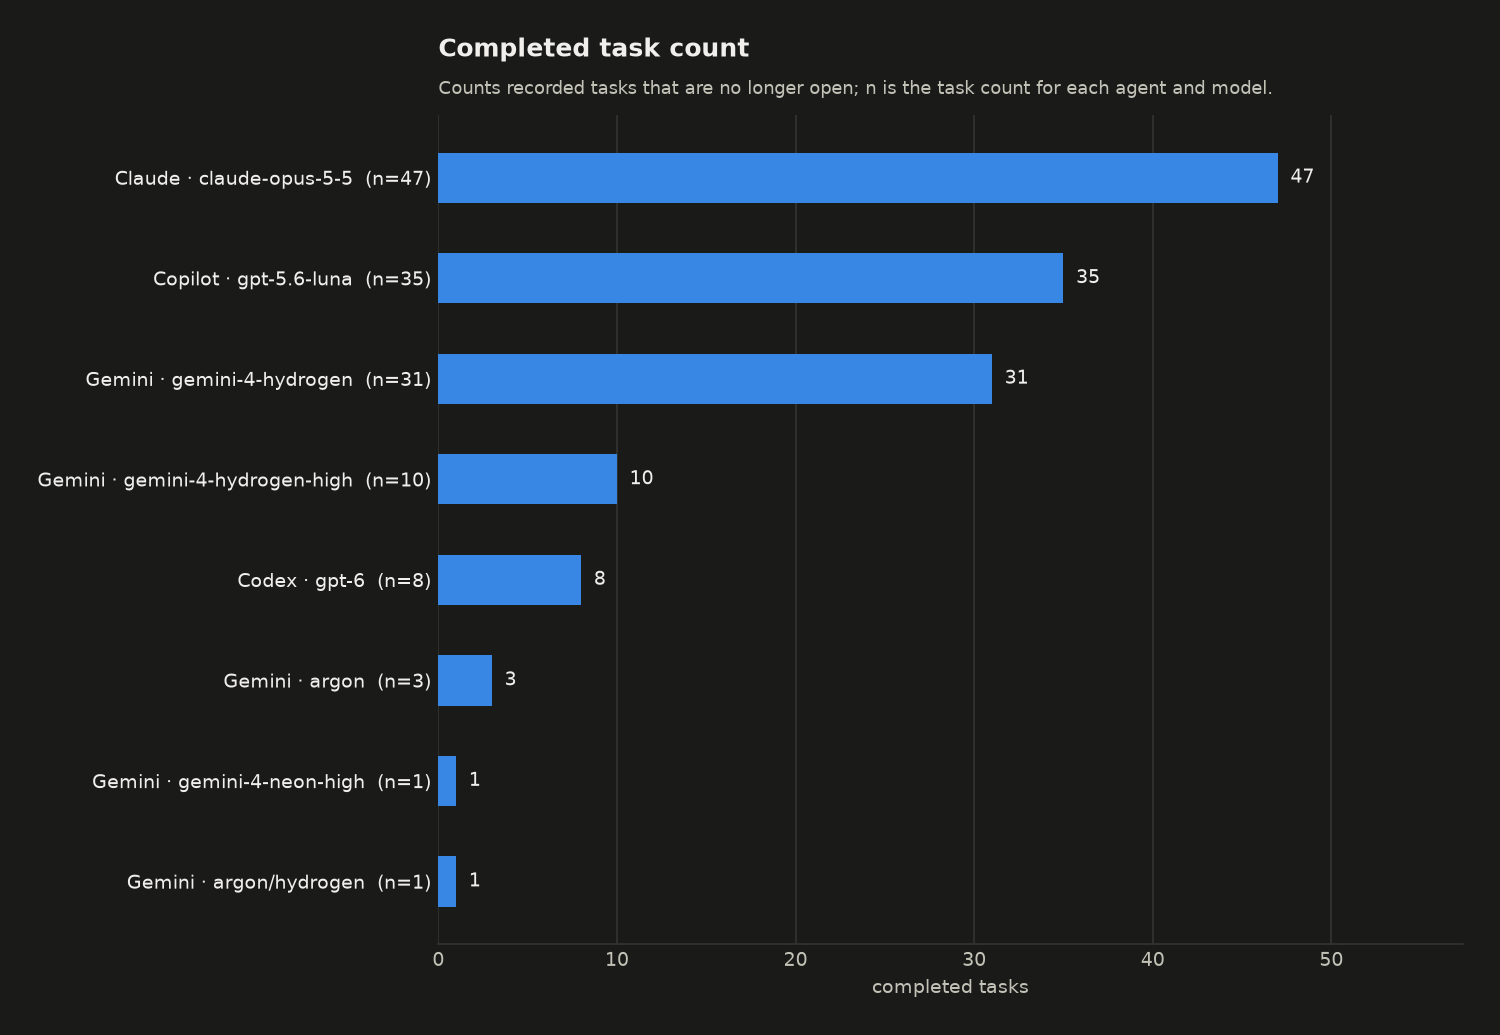 Completed task count
Counts recorded tasks that are no longer open; n is the task count for each agent and model.
Claude · claude-opus-5-5 (n=47) 47
Copilot · gpt-5.6-luna (n=35) 35
Gemini · gemini-4-hydrogen (n=31) 31
Gemini · gemini-4-hydrogen-high (n=10) 10
Codex · gpt-6 (n=8) 8
Gemini · argon (n=3) 3
Gemini · gemini-4-neon-high (n=1) 1
Gemini · argon/hydrogen (n=1) 1
0 10 20 30 40 50
completed tasks